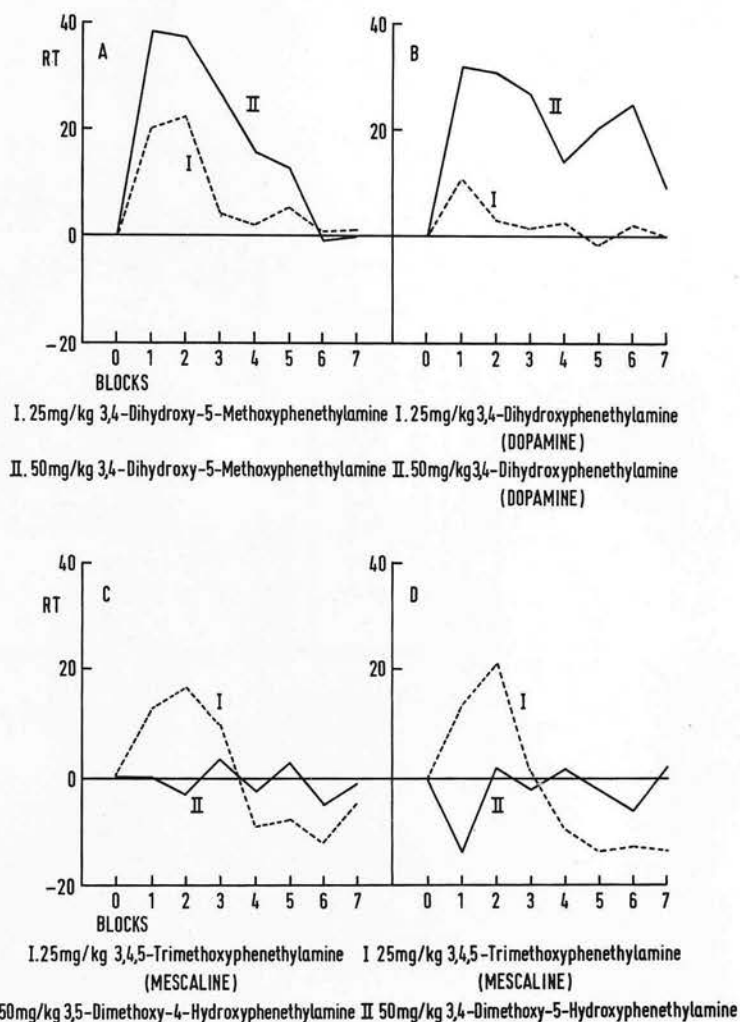 40
RT
A
II
20
I
0
-20
0 1 2 3 4 5 6 7
BLOCKS
40
B
II
20
I
0
-20
0 1 2 3 4 5 6 7
I. 25mg/kg 3,4-Dihydroxy-5-Methoxyphenethylamine
II. 50mg/kg 3,4-Dihydroxy-5-Methoxyphenethylamine
I. 25mg/kg 3,4-Dihydroxyphenethylamine
(DOPAMINE)
II. 50mg/kg 3,4-Dihydroxyphenethylamine
(DOPAMINE)
40
RT
C
20
I
0
II
-20
0 1 2 3 4 5 6 7
BLOCKS
40
D
20
I
0
II
-20
0 1 2 3 4 5 6 7
I. 25mg/kg 3,4,5-Trimethoxyphenethylamine
(MESCALINE)
50mg/kg 3,5-Dimethoxy-4-Hydroxyphenethylamine
I 25mg/kg 3,4,5-Trimethoxyphenethylamine
(MESCALINE)
II 50mg/kg 3,4-Dimethoxy-5-Hydroxyphenethylamine